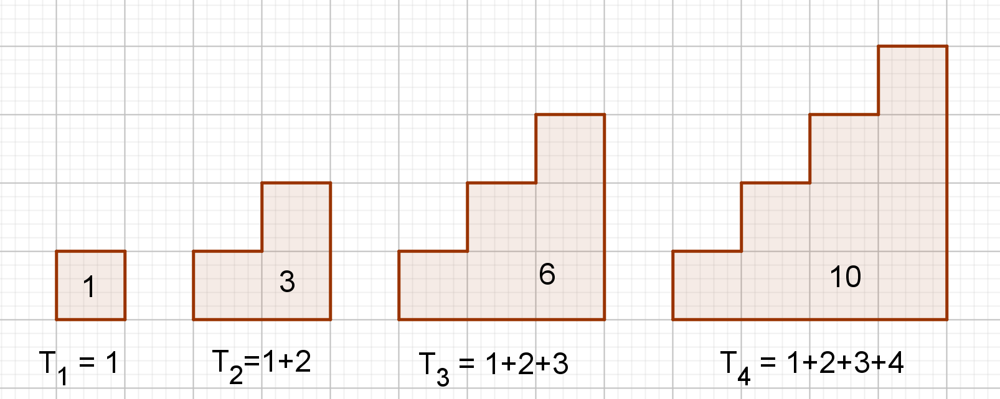 1
3
6
10
T₁ = 1
T₂=1+2
T₃ = 1+2+3
T₄ = 1+2+3+4